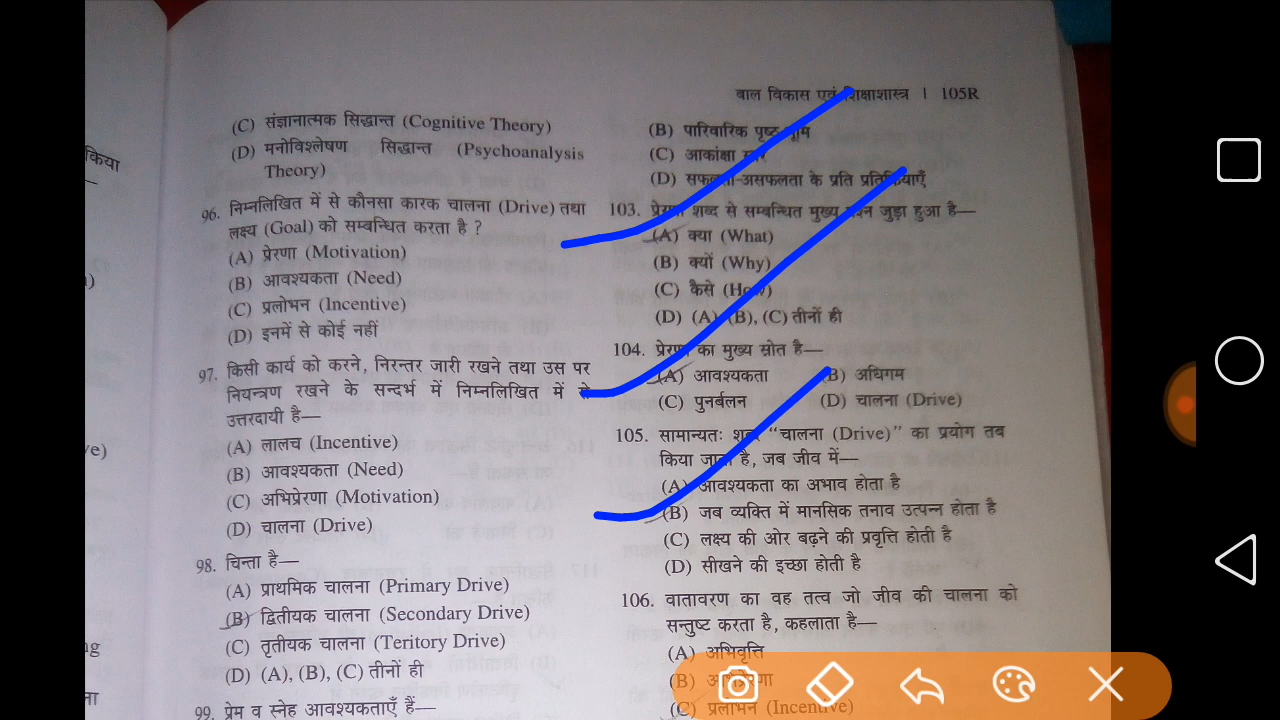 बाल विकास एवं शिक्षाशास्त्र । 105R
किया
(C) संज्ञानात्मक सिद्धान्त (Cognitive Theory)
(D) मनोविश्लेषण सिद्धान्त (Psychoanalysis
Theory)
96. निम्नलिखित में से कौनसा कारक चालना (Drive) तथा
लक्ष्य (Goal) को सम्बन्धित करता है ?
(A) प्रेरणा (Motivation)
(B) आवश्यकता (Need)
(C) प्रलोभन (Incentive)
(D) इनमें से कोई नहीं
97. किसी कार्य को करने, निरन्तर जारी रखने तथा उस पर
नियन्त्रण रखने के सन्दर्भ में निम्नलिखित में से
उत्तरदायी है—
(A) लालच (Incentive)
(B) आवश्यकता (Need)
(C) अभिप्रेरणा (Motivation)
(D) चालना (Drive)
98. चिन्ता है—
(A) प्राथमिक चालना (Primary Drive)
(B) द्वितीयक चालना (Secondary Drive)
(C) तृतीयक चालना (Teritory Drive)
(D) (A), (B), (C) तीनों ही
99. प्रेम व स्नेह आवश्यकताएँ हैं—
(B) पारिवारिक पृष्ठभूमि
(C) आकांक्षा स्तर
(D) सफलता-असफलता के प्रति प्रतिक्रियाएँ
103. प्रेरणा शब्द से सम्बन्धित मुख्य प्रश्न जुड़ा हुआ है—
(A) क्या (What)
(B) क्यों (Why)
(C) कैसे (How)
(D) (A), (B), (C) तीनों ही
104. प्रेरणा का मुख्य स्रोत है—
(A) आवश्यकता (B) अधिगम
(C) पुनर्बलन (D) चालना (Drive)
105. सामान्यतः शब्द “चालना (Drive)” का प्रयोग तब
किया जाता है, जब जीव में—
(A) आवश्यकता का अभाव होता है
(B) जब व्यक्ति में मानसिक तनाव उत्पन्न होता है
(C) लक्ष्य की ओर बढ़ने की प्रवृत्ति होती है
(D) सीखने की इच्छा होती है
106. वातावरण का वह तत्व जो जीव की चालना को
सन्तुष्ट करता है, कहलाता है—
(A) अभिवृत्ति
(B)
(C) प्रलोभन (Incentive)